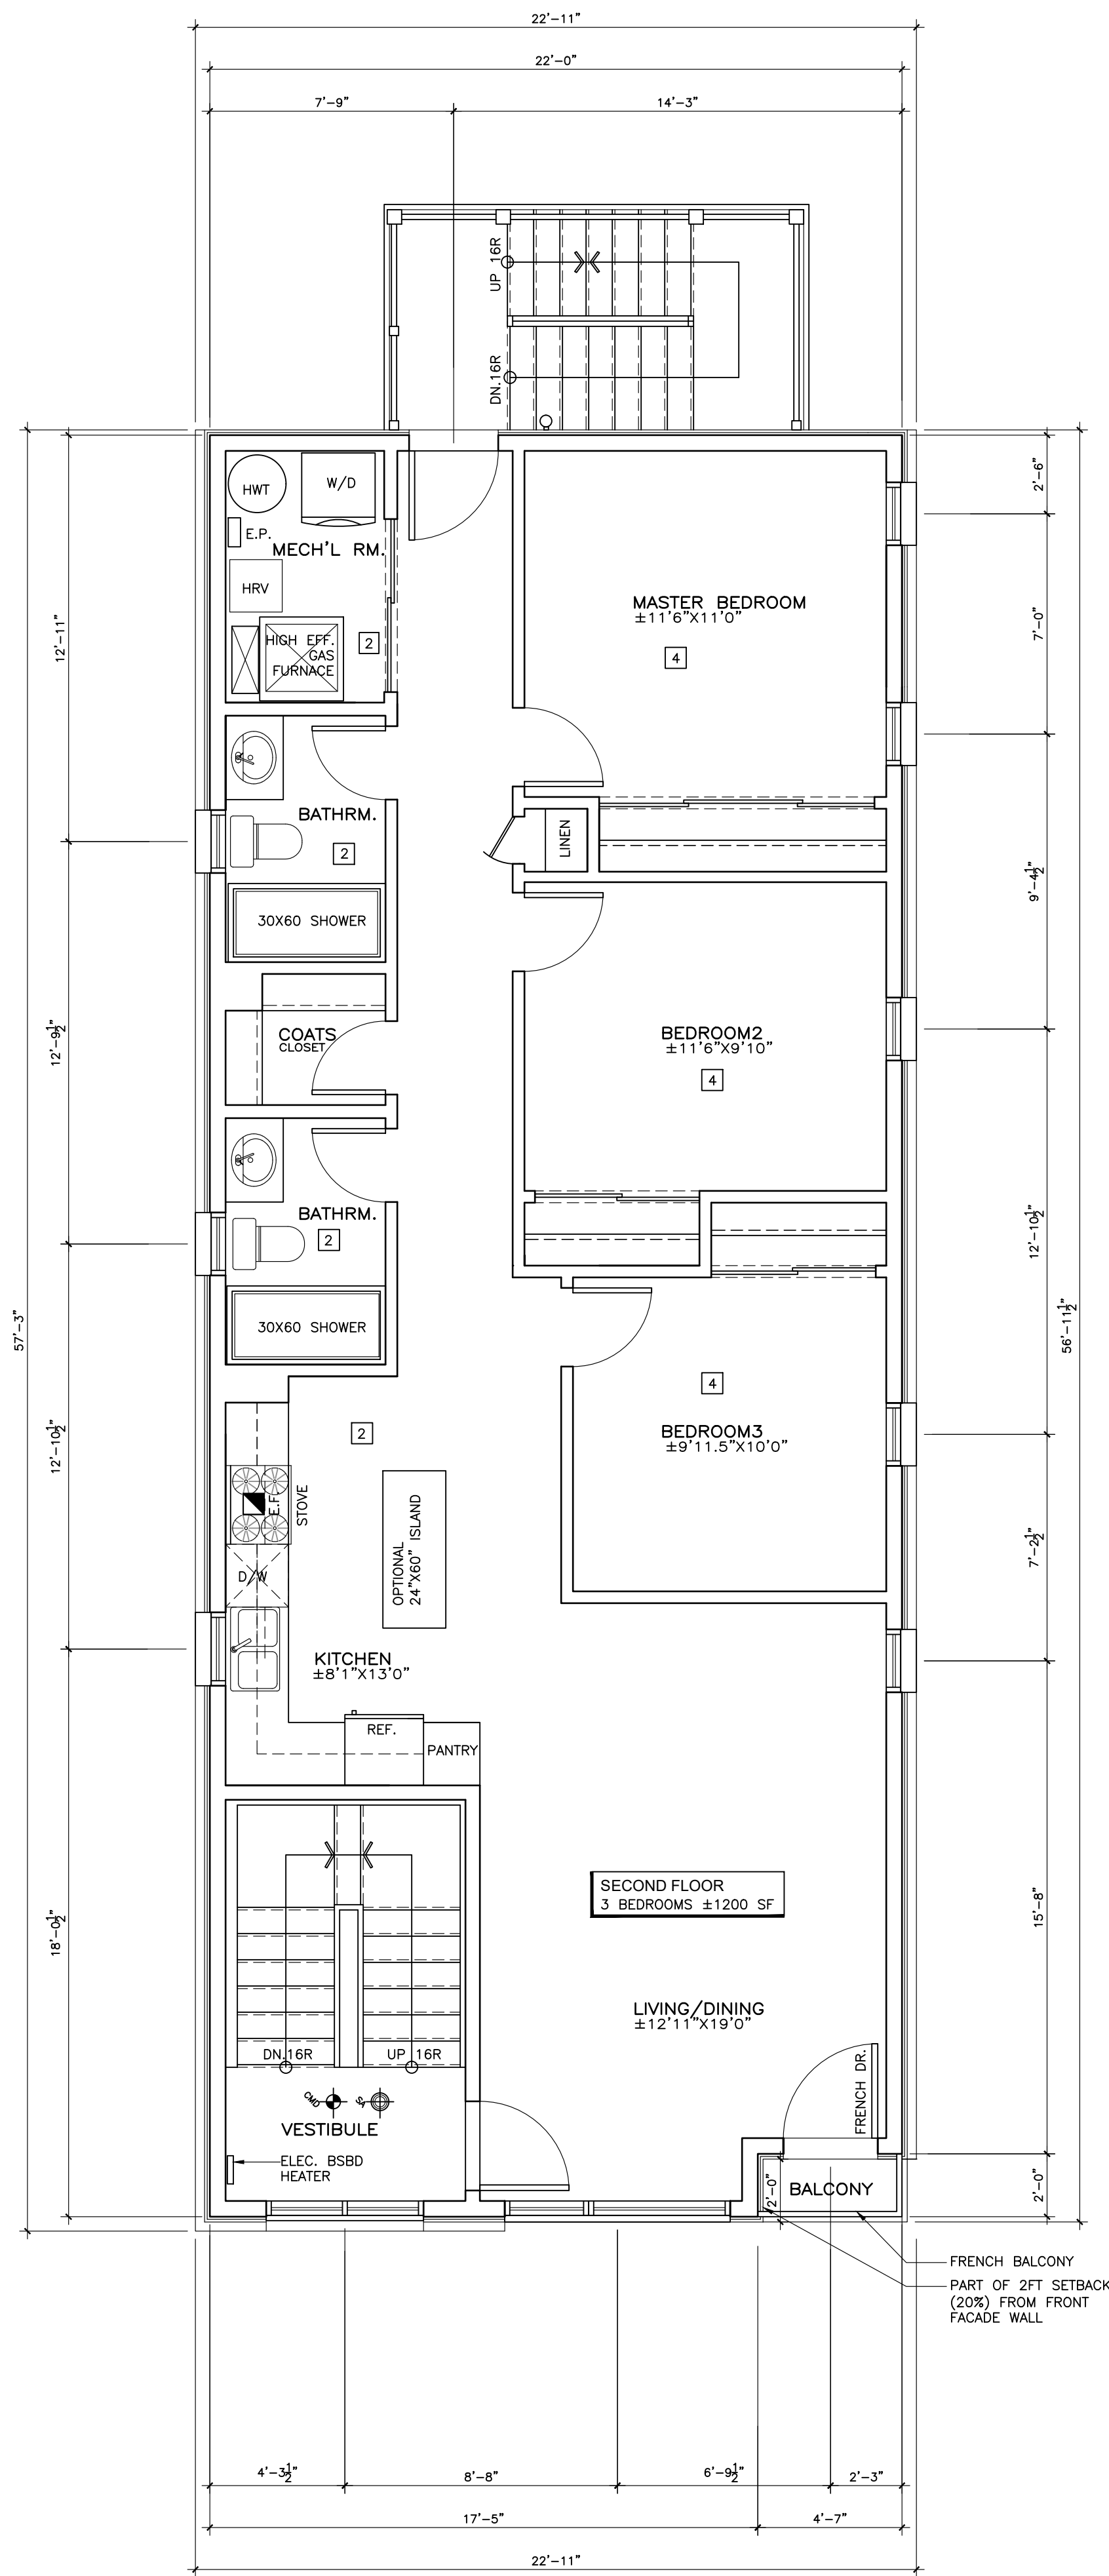 22'-11"
22'-0"
7'-9"
14'-3"
UP 16R
DN.16R
HWT
W/D
E.P.
MECH'L RM.
HRV
HIGH EFF.
GAS
FURNACE
2
MASTER BEDROOM
±11'6"X11'0"
4
2'-6"
7'-0"
12'-11"
BATHRM.
2
30X60 SHOWER
LINEN
9'-4½"
COATS
CLOSET
12'-9½"
BEDROOM2
±11'6"X9'10"
4
BATHRM.
2
30X60 SHOWER
12'-10½"
57'-3"
56'-11½"
4
BEDROOM3
±9'11.5"X10'0"
2
12'-10½"
STOVE
E.F.
OPTIONAL
24"X60" ISLAND
D/W
7'-2½"
KITCHEN
±8'1"X13'0"
REF.
PANTRY
SECOND FLOOR
3 BEDROOMS ±1200 SF
18'-0½"
15'-8"
LIVING/DINING
±12'11"X19'0"
DN.16R
UP 16R
CMD
SA
VESTIBULE
ELEC. BSBD
HEATER
FRENCH DR.
2'-0"
BALCONY
2'-0"
FRENCH BALCONY
PART OF 2FT SETBACK
(20%) FROM FRONT
FACADE WALL
4'-3½"
8'-8"
6'-9½"
2'-3"
17'-5"
4'-7"
22'-11"